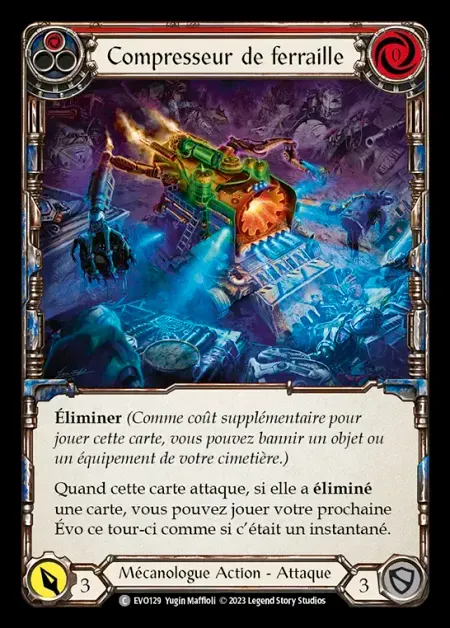 Compresseur de ferraille
0
Éliminer (Comme coût supplémentaire pour
jouer cette carte, vous pouvez bannir un objet ou
un équipement de votre cimetière.)
Quand cette carte attaque, si elle a éliminé
une carte, vous pouvez jouer votre prochaine
Évo ce tour-ci comme si c'était un instantané.
3
Mécanologue Action - Attaque
3
C EVO129 Yugin Maffioli © 2023 Legend Story Studios